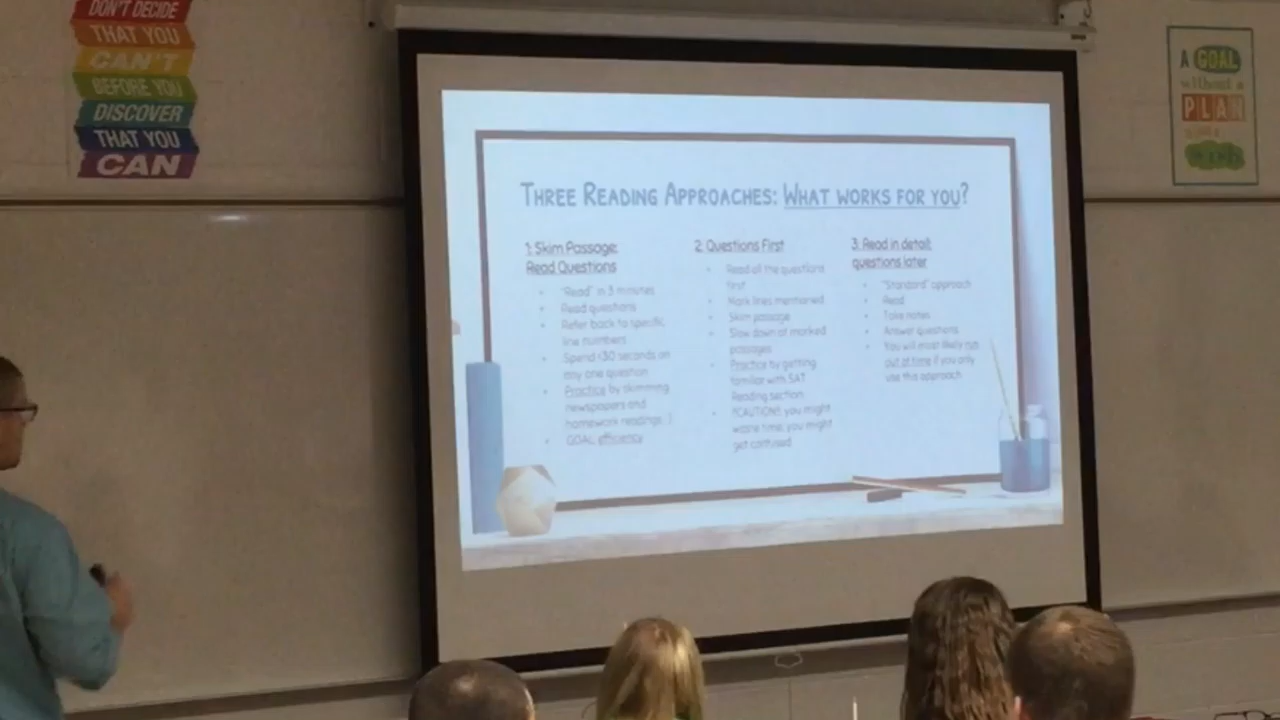 DON'T DECIDE
THAT YOU
CAN'T
BEFORE YOU
DISCOVER
THAT YOU
CAN
A GOAL
without a
PLAN
wish
THREE READING APPROACHES: WHAT WORKS FOR YOU?
1: Skim Passage;
Read Questions
"Read" in 3 minutes
Read questions
Refer back to specific
line numbers
Spend <30 seconds on
any one question
Practice by skimming
newspapers and
homework readings :)
GOAL: efficiency
2: Questions First
Read all the questions
first
Mark lines mentioned
Skim passage
Slow down at marked
passages
Practice by getting
familiar with SAT
Reading section
!!CAUTION!!: you might
waste time; you might
get confused
3: Read in detail;
questions later
"Standard" approach
Read
Take notes
Answer questions
You will most likely run
out of time if you only
use this approach